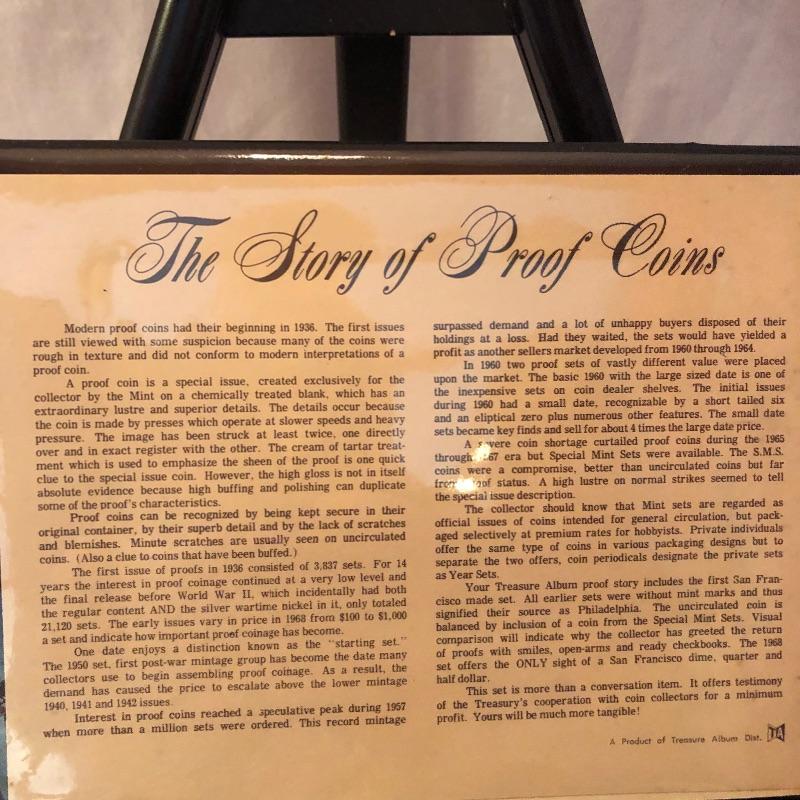 The Story of Proof Coins
Modern proof coins had their beginning in 1936. The first issues
are still viewed with some suspicion because many of the coins were
rough in texture and did not conform to modern interpretations of a
proof coin.
A proof coin is a special issue, created exclusively for the
collector by the Mint on a chemically treated blank, which has an
extraordinary lustre and superior details. The details occur because
the coin is made by presses which operate at slower speeds and heavy
pressure. The image has been struck at least twice, one directly
over and in exact register with the other. The cream of tartar treat-
ment which is used to emphasize the sheen of the proof is one quick
clue to the special issue coin. However, the high gloss is not in itself
absolute evidence because high buffing and polishing can duplicate
some of the proof's characteristics.
Proof coins can be recognized by being kept secure in their
original container, by their superb detail and by the lack of scratches
and blemishes. Minute scratches are usually seen on uncirculated
coins. (Also a clue to coins that have been buffed.)
The first issue of proofs in 1936 consisted of 3,837 sets. For 14
years the interest in proof coinage continued at a very low level and
the final release before World War II, which incidentally had both
the regular content AND the silver wartime nickel in it, only totaled
21,120 sets. The early issues vary in price in 1968 from $100 to $1,000
a set and indicate how important proof coinage has become.
One date enjoys a distinction known as the "starting set."
The 1950 set, first post-war mintage group has become the date many
collectors use to begin assembling proof coinage. As a result, the
demand has caused the price to escalate above the lower mintage
1940, 1941 and 1942 issues.
Interest in proof coins reached a speculative peak during 1957
when more than a million sets were ordered. This record mintage
surpassed demand and a lot of unhappy buyers disposed of their
holdings at a loss. Had they waited, the sets would have yielded a
profit as another sellers market developed from 1960 through 1964.
In 1960 two proof sets of vastly different value were placed
upon the market. The basic 1960 with the large sized date is one of
the inexpensive sets on coin dealer shelves. The initial issues
during 1960 had a small date, recognizable by a short tailed six
and an eliptical zero plus numerous other features. The small date
sets became key finds and sell for about 4 times the large date price.
A severe coin shortage curtailed proof coins during the 1965
through 67 era but Special Mint Sets were available. The S.M.S.
coins were a compromise, better than uncirculated coins but far
from proof status. A high lustre on normal strikes seemed to tell
the special issue description.
The collector should know that Mint sets are regarded as
official issues of coins intended for general circulation, but pack-
aged selectively at premium rates for hobbyists. Private individuals
offer the same type of coins in various packaging designs but to
separate the two offers, coin periodicals designate the private sets
as Year Sets.
Your Treasure Album proof story includes the first San Fran-
cisco made set. All earlier sets were without mint marks and thus
signified their source as Philadelphia. The uncirculated coin is
balanced by inclusion of a coin from the Special Mint Sets. Visual
comparison will indicate why the collector has greeted the return
of proofs with smiles, open-arms and ready checkbooks. The 1968
set offers the ONLY sight of a San Francisco dime, quarter and
half dollar.
This set is more than a conversation item. It offers testimony
of the Treasury's cooperation with coin collectors for a minimum
profit. Yours will be much more tangible!
A Product of Treasure Album Dist. TA